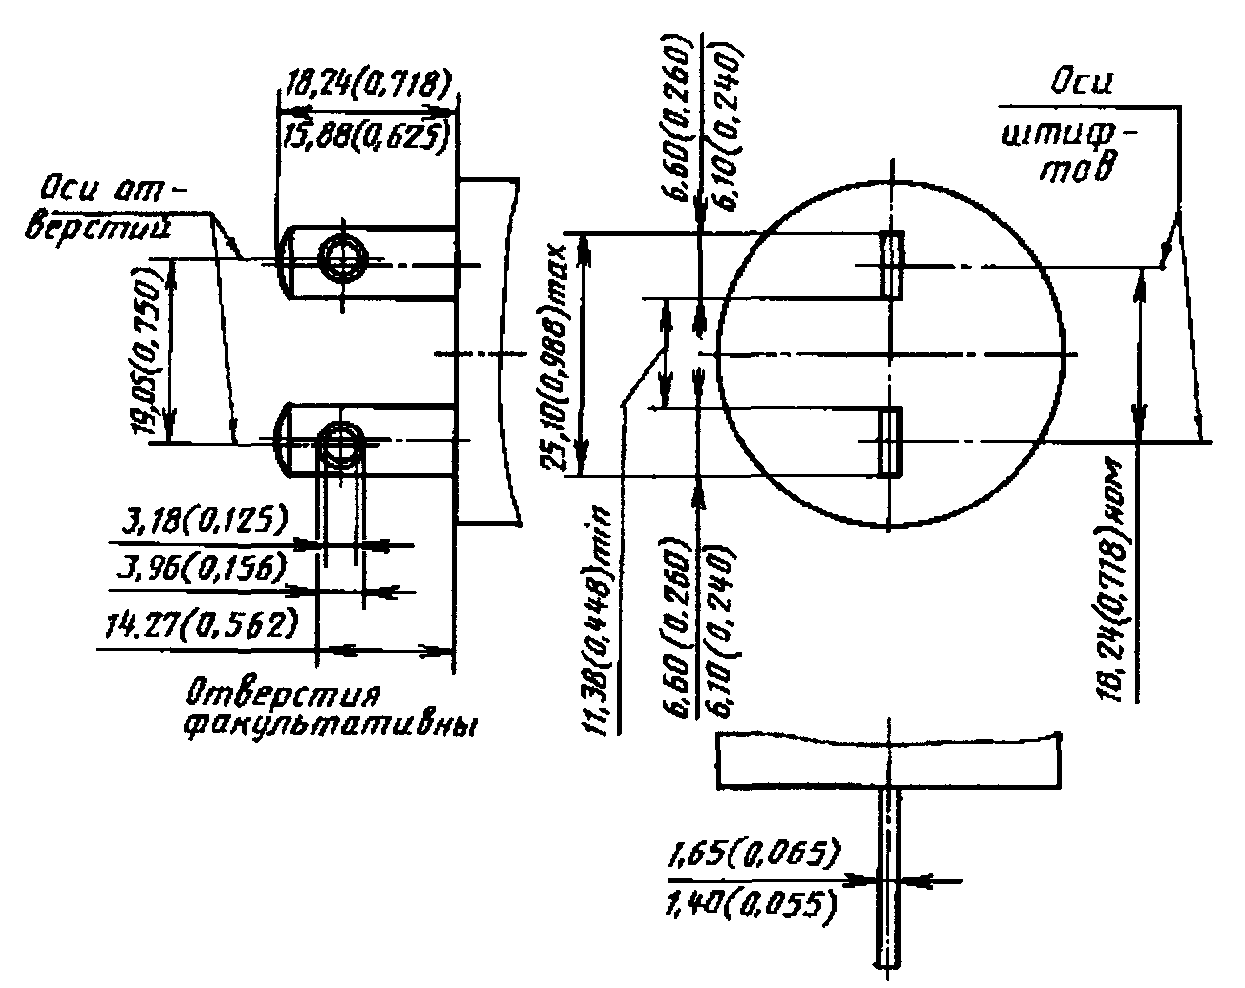 18,24(0,718)
15,88(0,625)
Оси от-
верстий
19,05(0,750)
3,18(0,125)
3,96(0,156)
14.27(0,562)
Отверстия
факультативны
6,60(0,260)
6,10(0,240)
25,10(0,988)max
11,38(0,448)min
6,60(0,260)
6,10(0,240)
Оси
штиф-
тов
18,24(0,718)ном
1,65(0,065)
1,40(0,055)